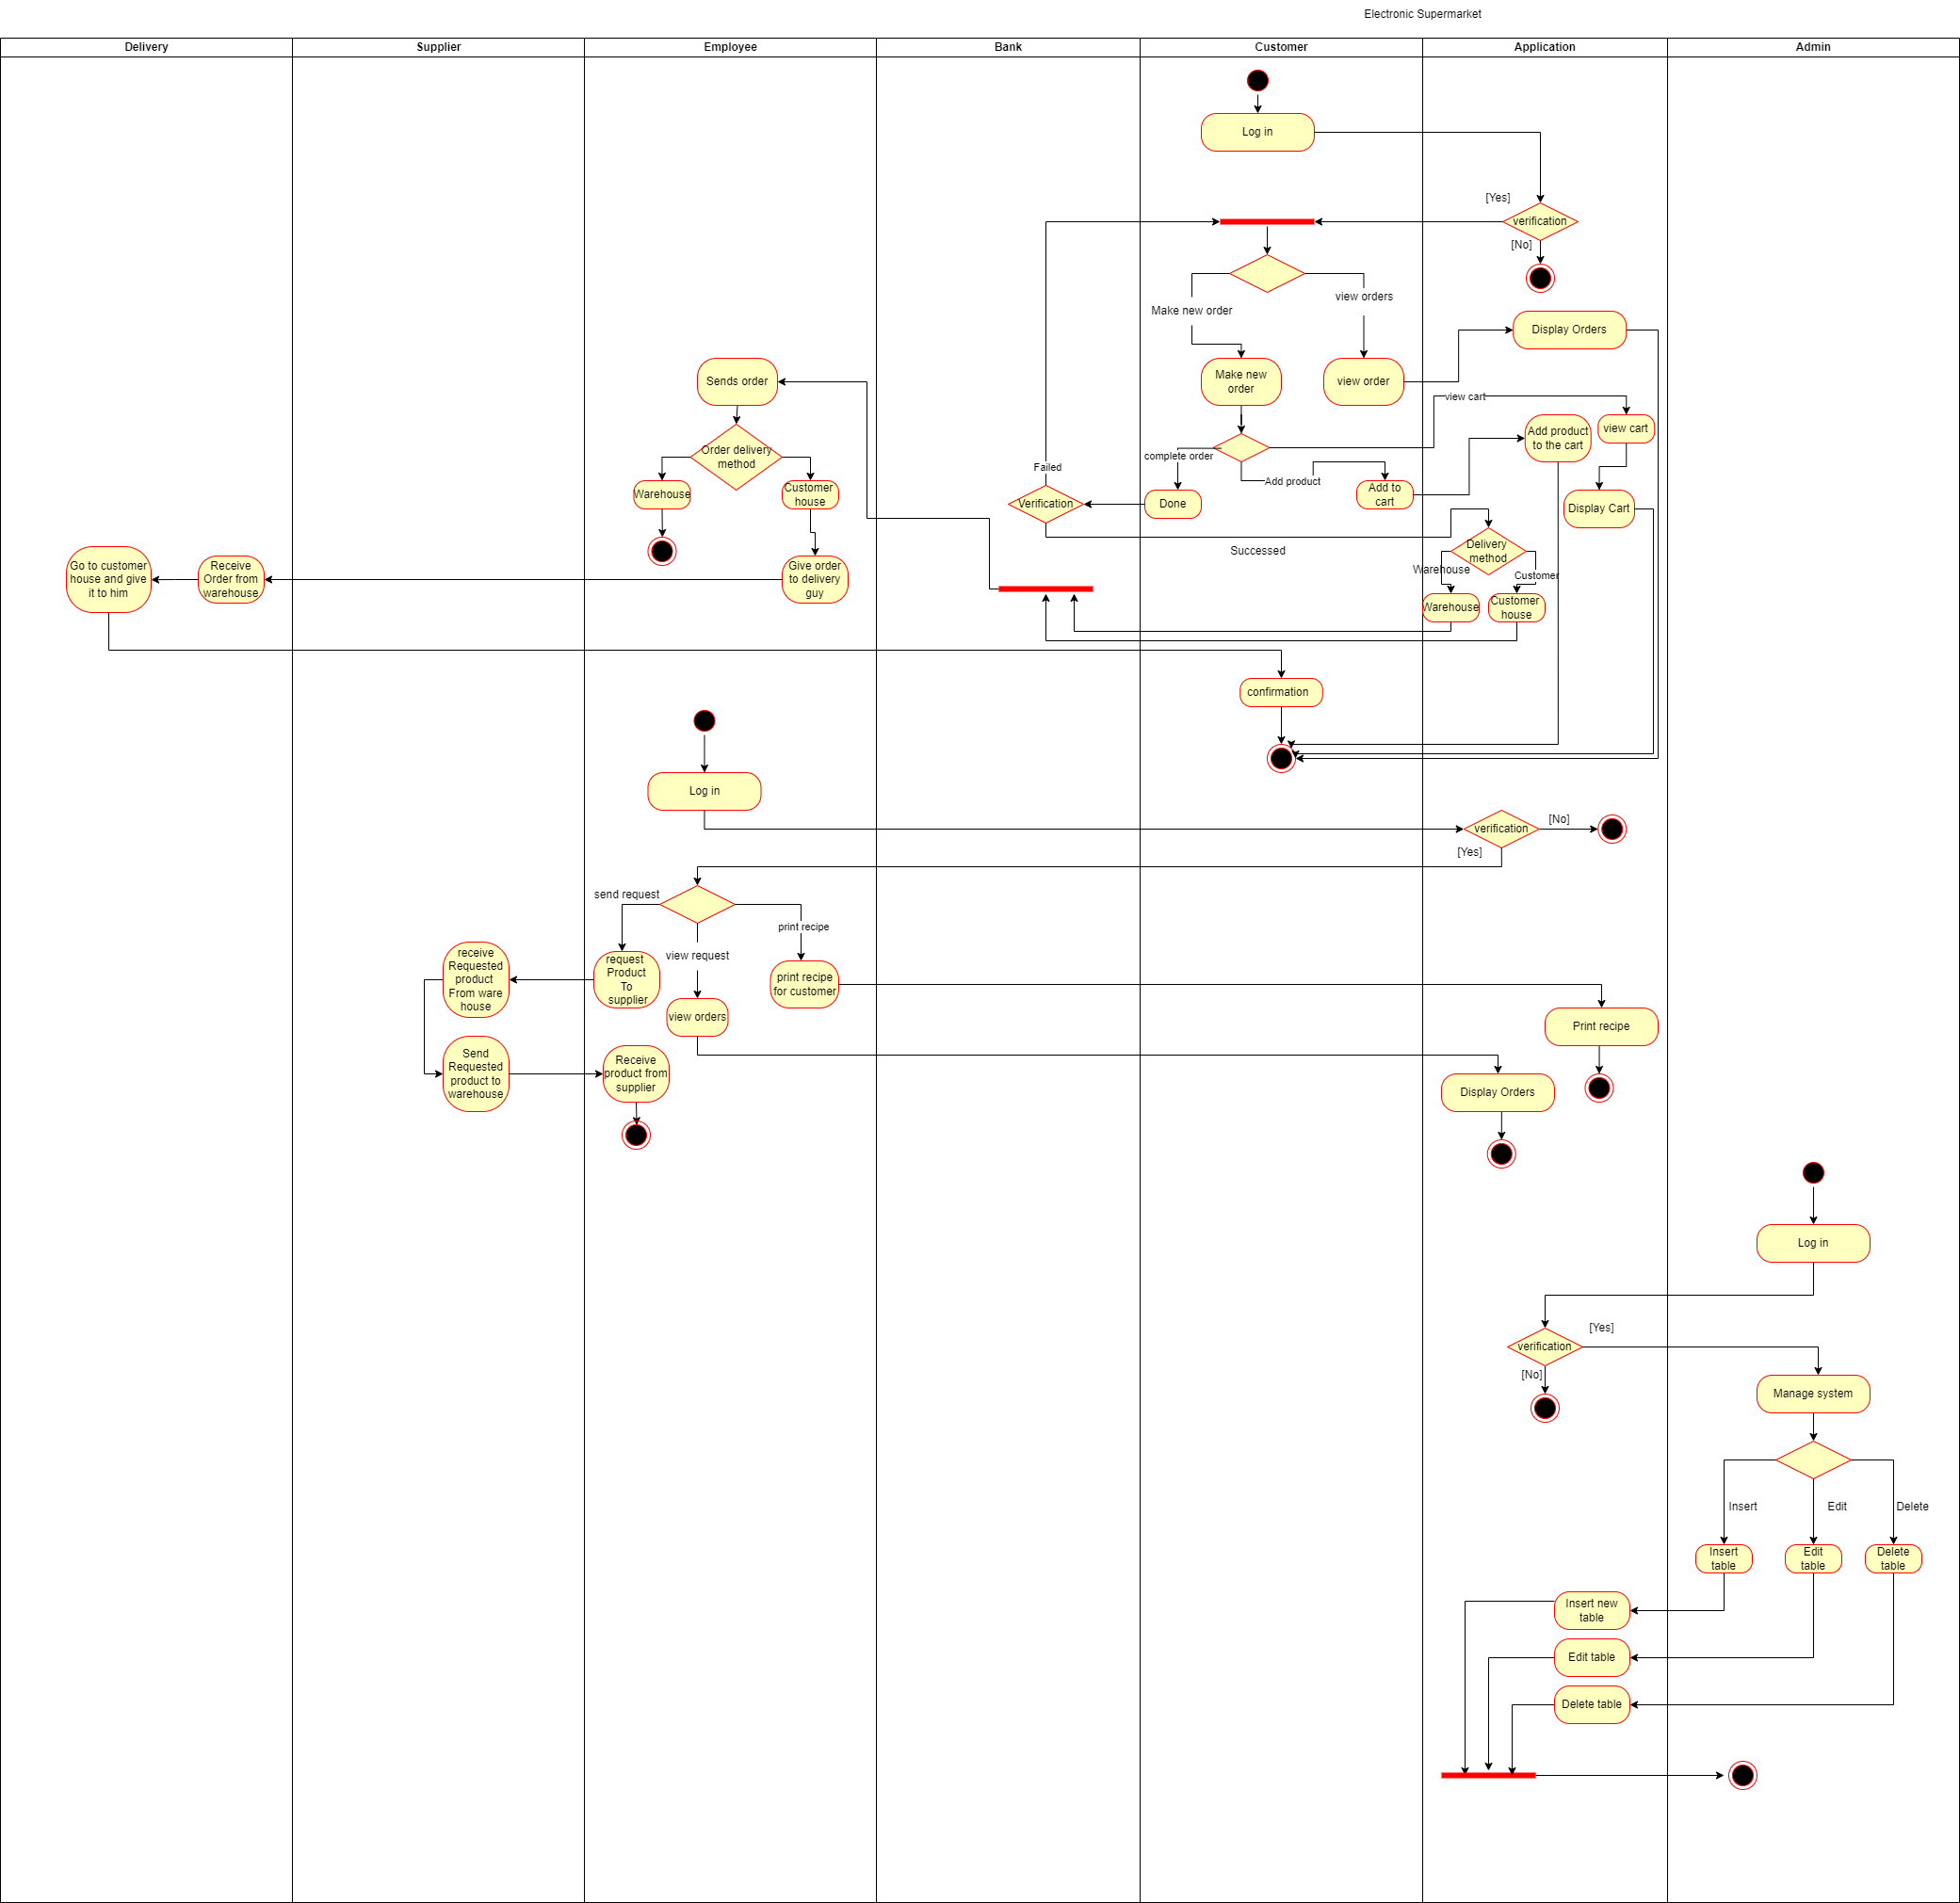 Electronic Supermarket
Delivery
Supplier
Employee
Bank
Customer
Application
Admin
Log in
[Yes]
verification
[No]
view orders
Make new order
Display Orders
Make new
order
view order
Sends order
view cart
Add product
to the cart
view cart
Order delivery
method
complete order
Failed
Add product
Add to
cart
Warehouse
Customer
house
Verification
Done
Display Cart
Successed
Delivery
method
Warehouse
Customer
Go to customer
house and give
it to him
Receive
Order from
warehouse
Give order
to delivery
guy
Warehouse
Customer
house
confirmation
Log in
verification
[No]
[Yes]
send request
print recipe
view request
receive
Requested
product
From ware
house
request
Product
To
supplier
print recipe
for customer
view orders
Print recipe
Send
Requested
product to
warehouse
Receive
product from
supplier
Display Orders
Log in
[Yes]
verification
[No]
Manage system
Insert
Edit
Delete
Insert
table
Edit
table
Delete
table
Insert new
table
Edit table
Delete table